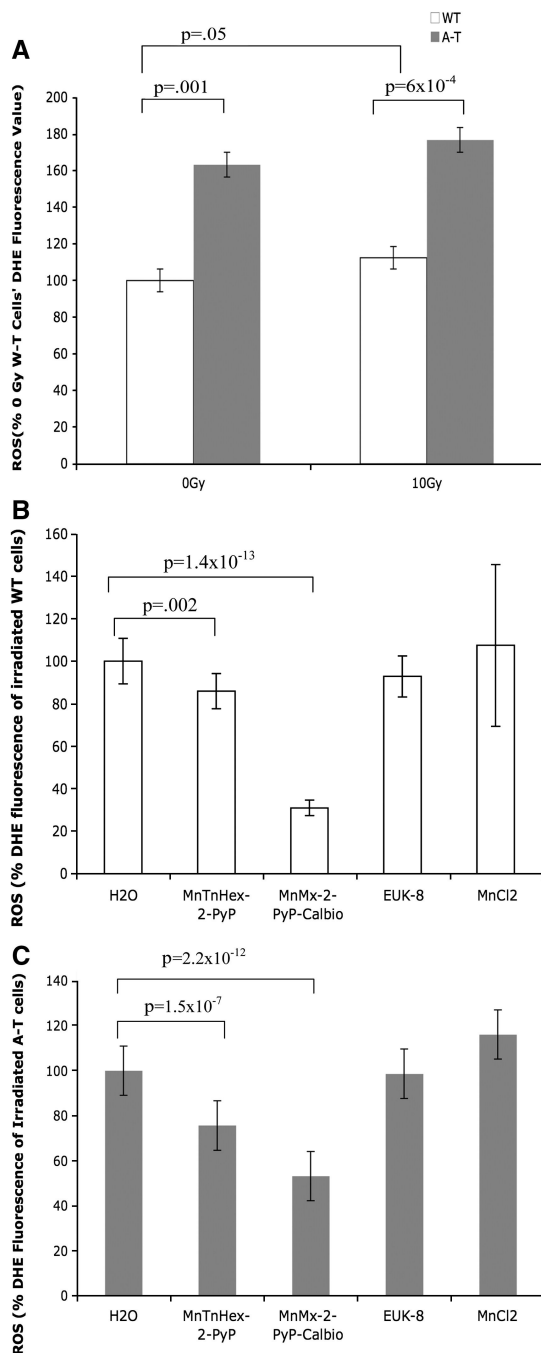 WT
A-T
A
p=.05
p=.001
p=6x10⁻⁴
ROS(% 0 Gy W-T Cells' DHE Fluorescence Value)
200
180
160
140
120
100
80
60
40
20
0
0Gy
10Gy
B
p=1.4x10⁻¹³
p=.002
ROS (% DHE fluorescence of irradiated WT cells)
160
140
120
100
80
60
40
20
0
H2O
MnTnHex-
2-PyP
MnMx-2-
PyP-Calbio
EUK-8
MnCl2
C
p=2.2x10⁻¹²
p=1.5x10⁻⁷
ROS (% DHE Fluorescence of Irradiated A-T cells)
140
120
100
80
60
40
20
0
H2O
MnTnHex-
2-PyP
MnMx-2-
PyP-Calbio
EUK-8
MnCl2